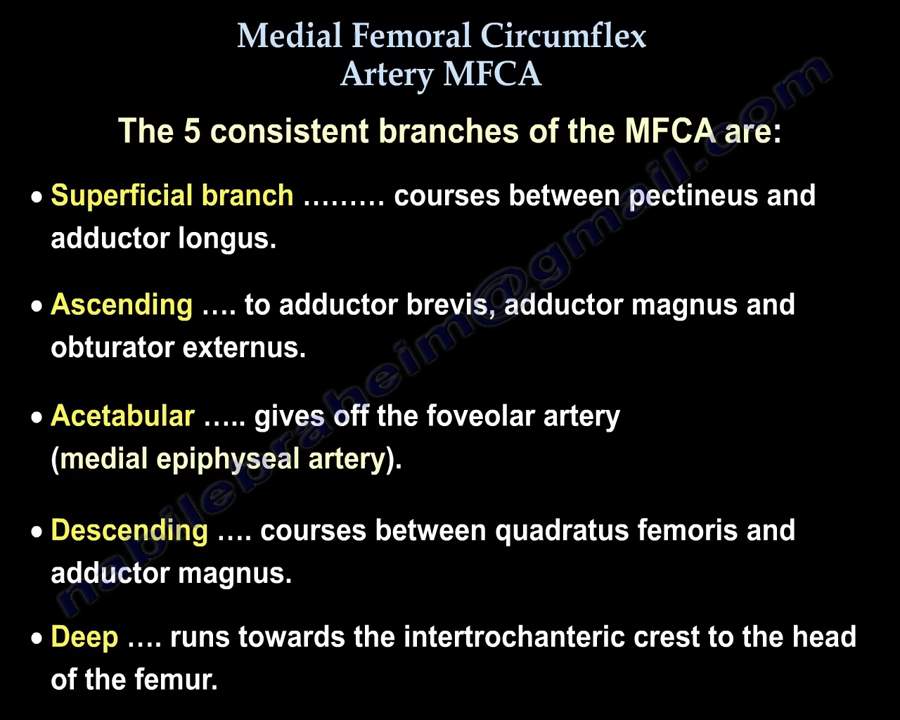 Medial Femoral Circumflex
Artery MFCA
The 5 consistent branches of the MFCA are:
• Superficial branch ……… courses between pectineus and
adductor longus.
• Ascending …. to adductor brevis, adductor magnus and
obturator externus.
• Acetabular ….. gives off the foveolar artery
(medial epiphyseal artery).
• Descending …. courses between quadratus femoris and
adductor magnus.
• Deep …. runs towards the intertrochanteric crest to the head
of the femur.
nabilebraheim@gmail.com